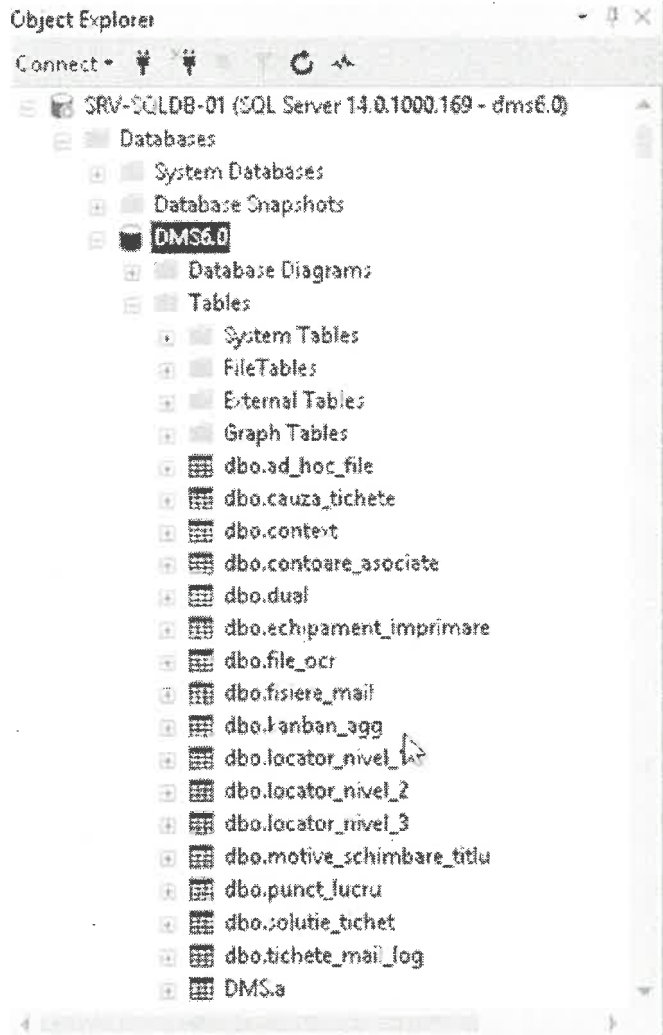 Object Explorer
Connect
SRV-SQLDB-01 (SQL Server 14.0.1000.169 - dms6.0)
Databases
System Databases
Database Snapshots
DMS6.0
Database Diagrams
Tables
System Tables
FileTables
External Tables
Graph Tables
dbo.ad_hoc_file
dbo.cauza_tichete
dbo.context
dbo.contoare_asociate
dbo.dual
dbo.echipament_imprimare
dbo.file_ocr
dbo.fisiere_mail
dbo.kanban_agg
dbo.locator_nivel_1
dbo.locator_nivel_2
dbo.locator_nivel_3
dbo.motive_schimbare_titlu
dbo.punct_lucru
dbo.solutie_tichet
dbo.tichete_mail_log
DMS.a